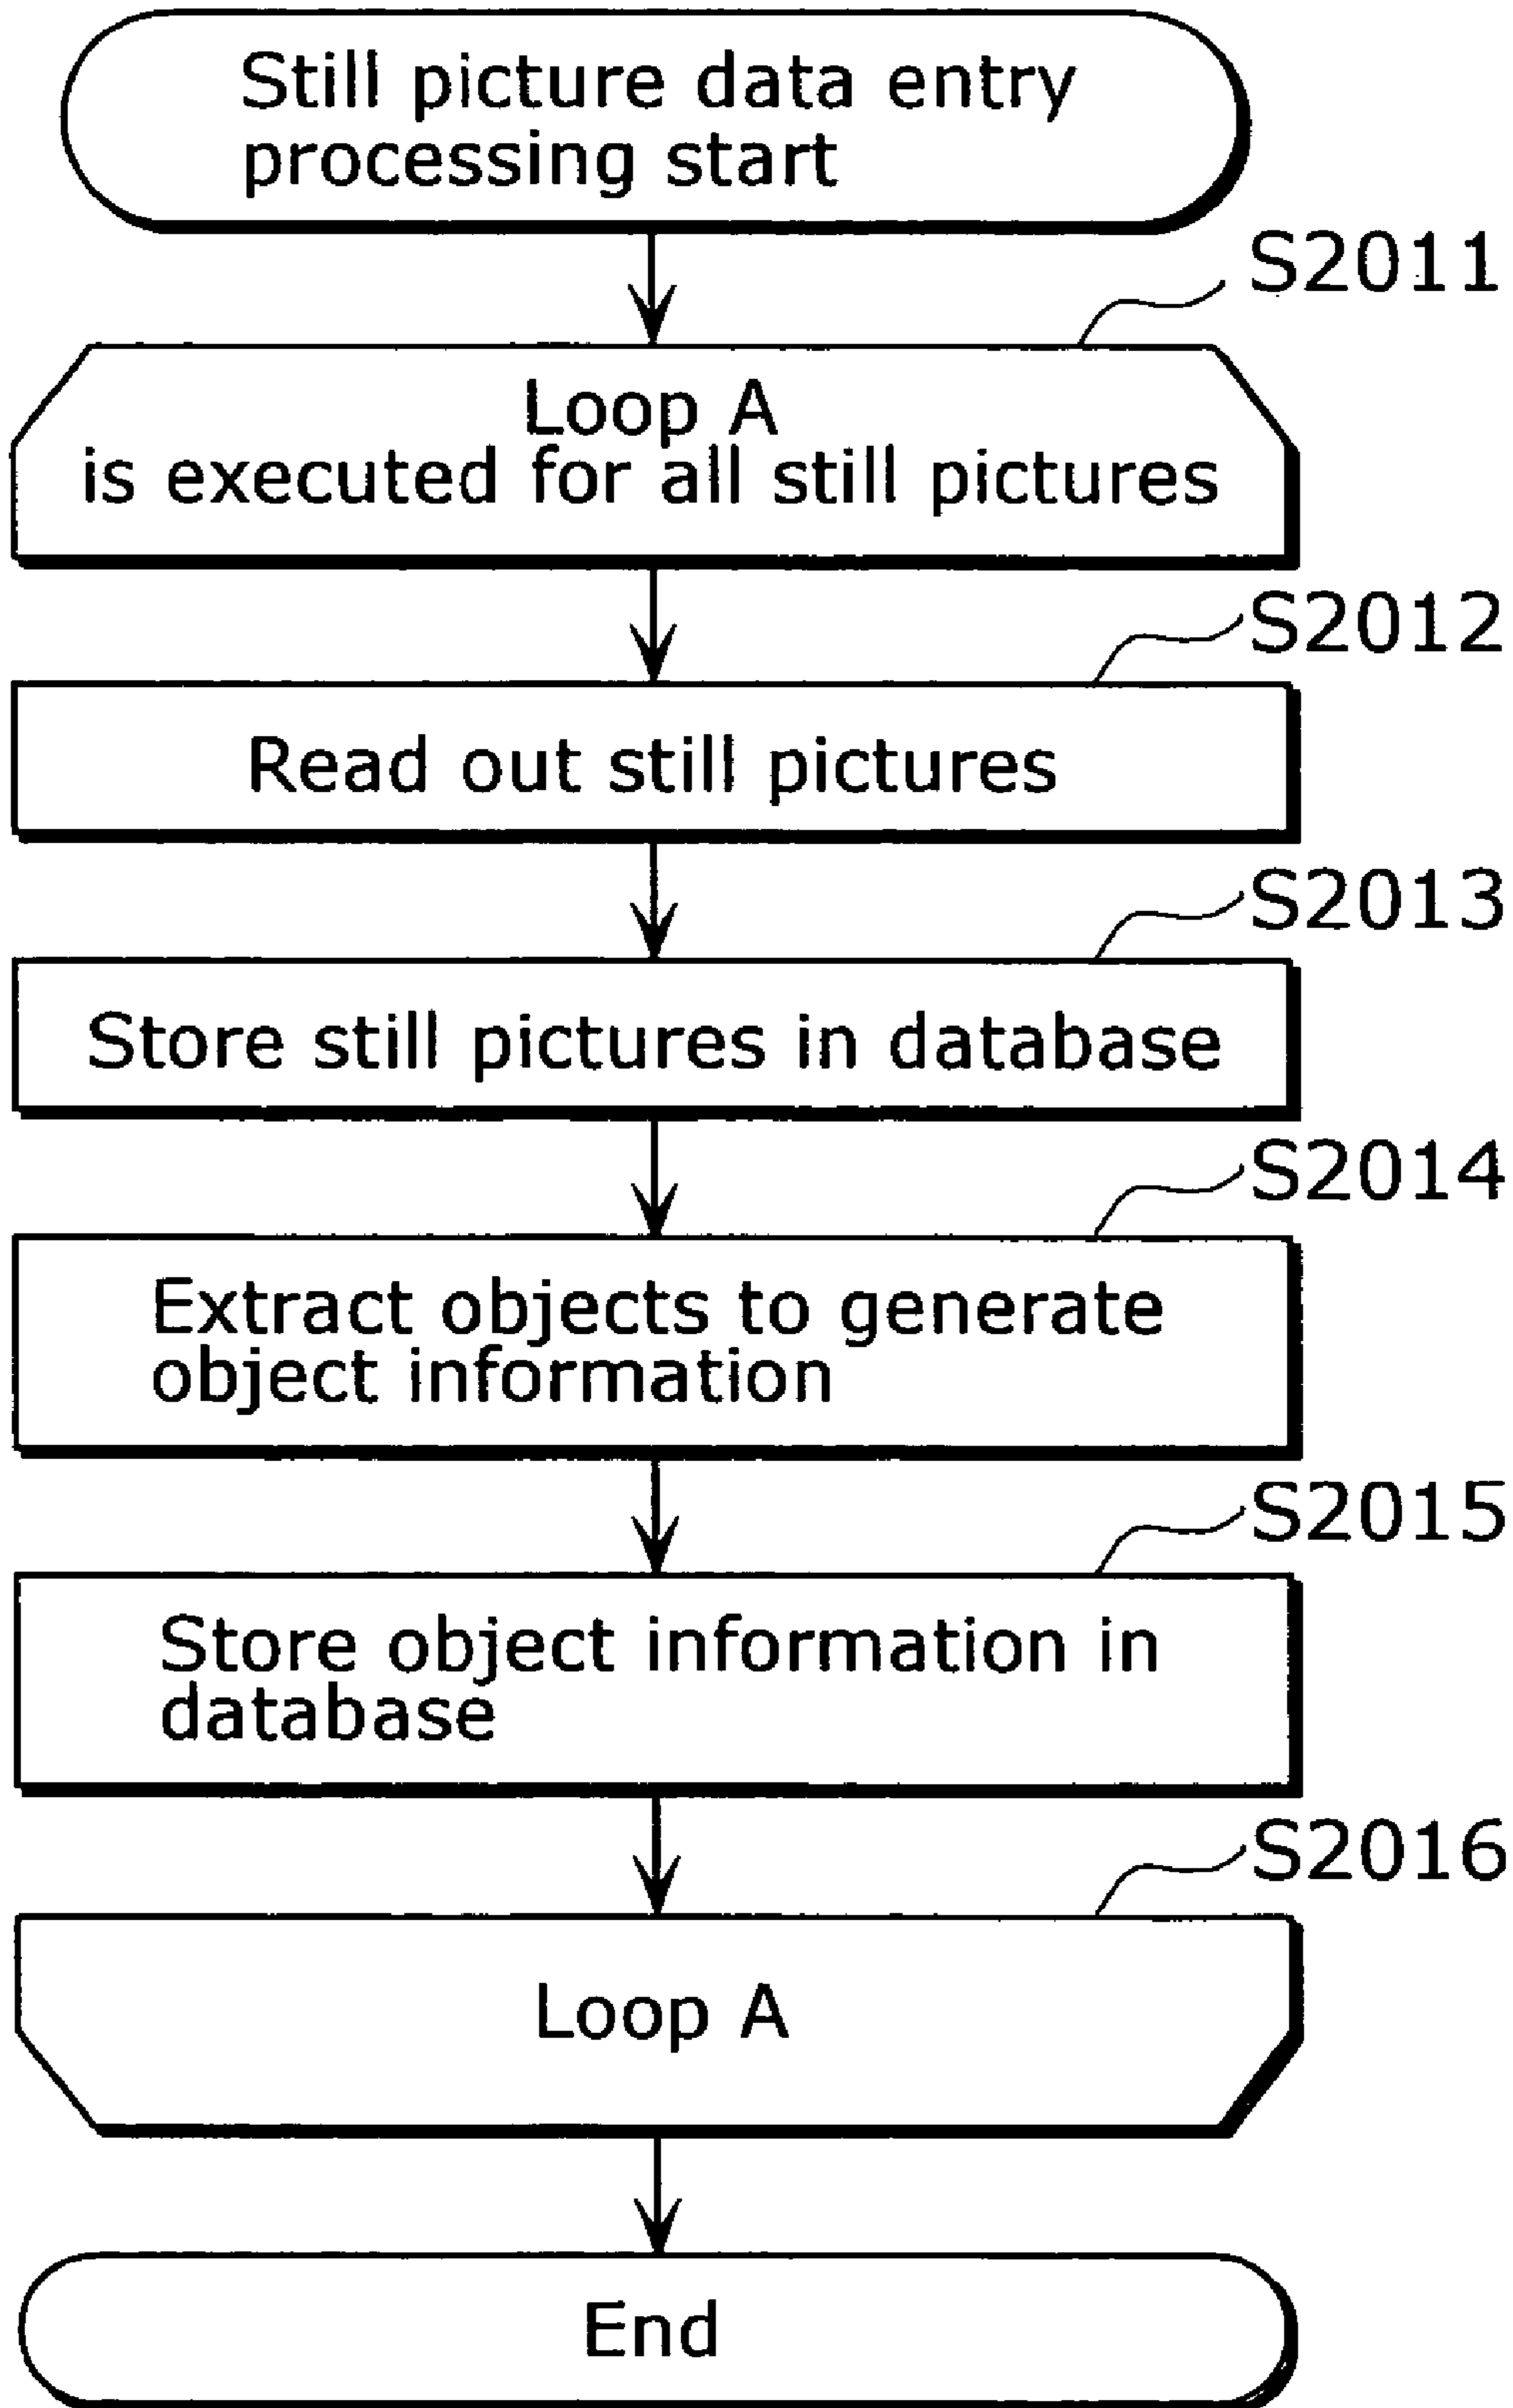 Still picture data entry
processing start
S2011
Loop A
is executed for all still pictures
S2012
Read out still pictures
S2013
Store still pictures in database
S2014
Extract objects to generate
object information
S2015
Store object information in
database
S2016
Loop A
End